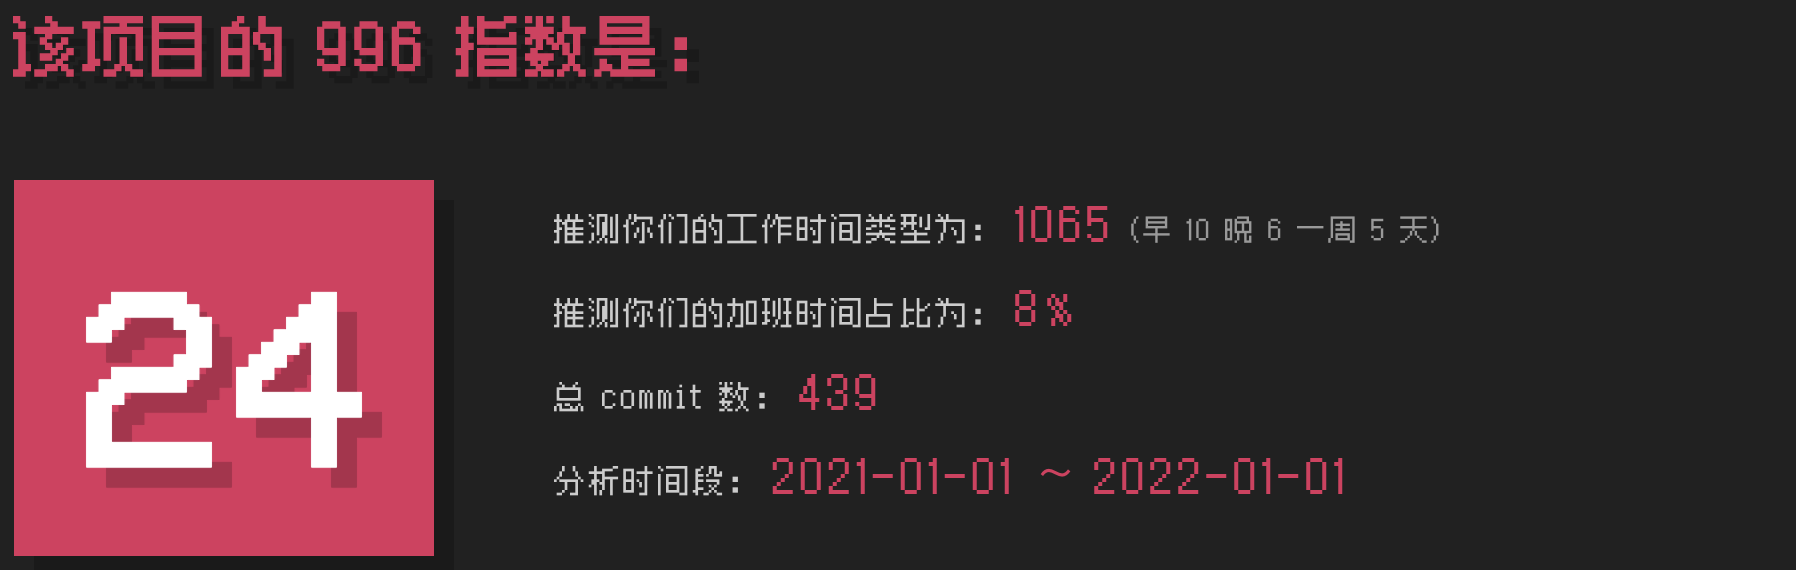 该项目的 996 指数是：
24
推测你们的工作时间类型为：1065 (早 10 晚 6 一周 5 天)
推测你们的加班时间占比为：8%
总 commit 数：439
分析时间段：2021-01-01 ~ 2022-01-01